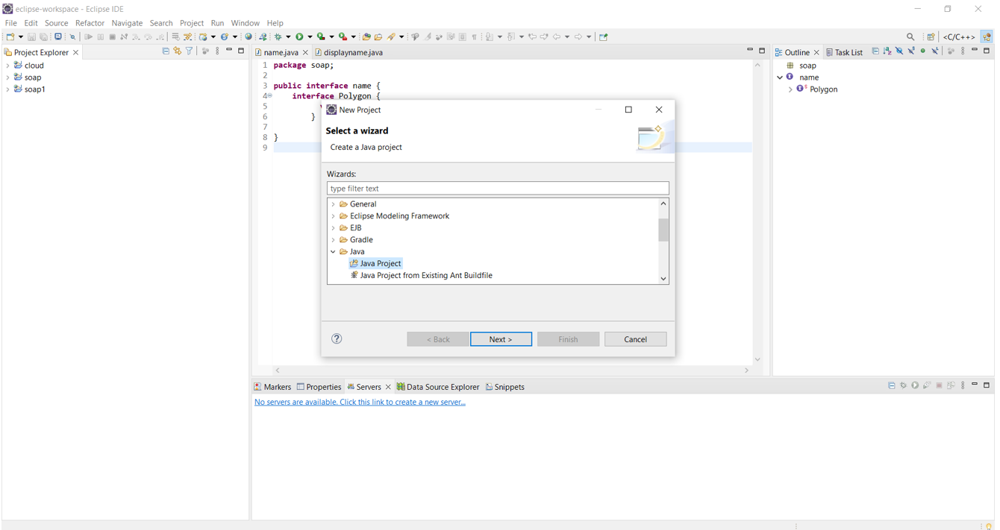 eclipse-workspace - Eclipse IDE
File Edit Source Refactor Navigate Search Project Run Window Help
<C/C++>
Project Explorer
cloud
soap
soap1
name.java displayname.java
1 package soap;
2
3 public interface name {
4 interface Polygon {
5
6 }
7
8 }
9
New Project
Select a wizard
Create a Java project
Wizards:
type filter text
General
Eclipse Modeling Framework
EJB
Gradle
Java
Java Project
Java Project from Existing Ant Buildfile
? < Back Next > Finish Cancel
Outline Task List
soap
name
Polygon
Markers Properties Servers Data Source Explorer Snippets
No servers are available. Click this link to create a new server...